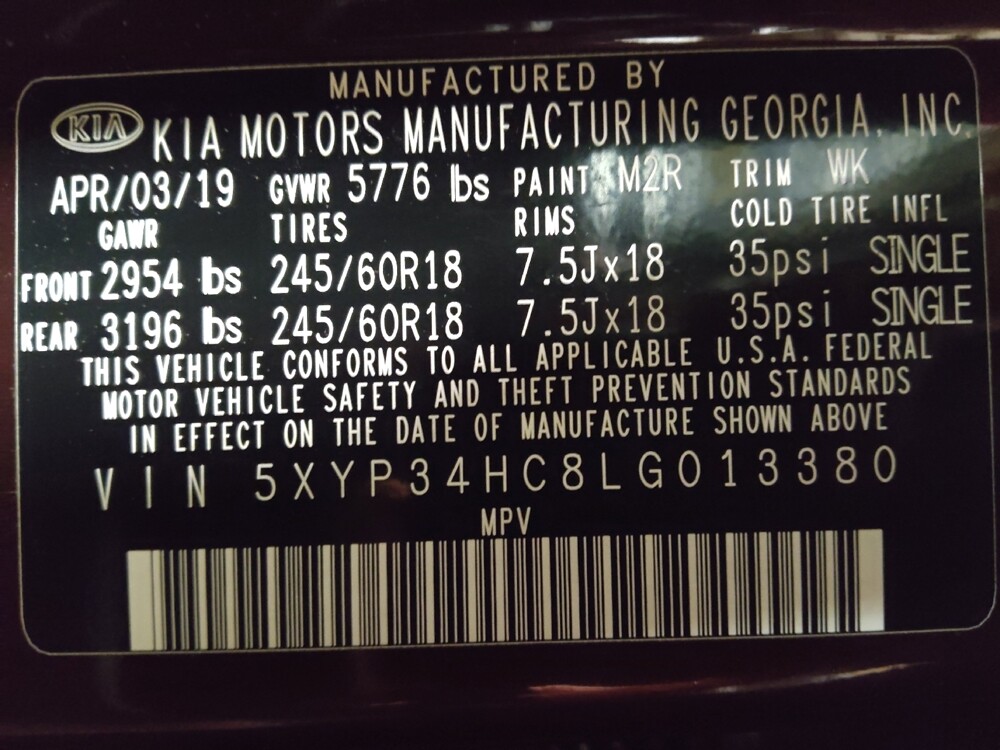 MANUFACTURED BY
KIA KIA MOTORS MANUFACTURING GEORGIA, INC.
APR/03/19 GVWR 5776 lbs PAINT M2R TRIM WK
GAWR TIRES RIMS COLD TIRE INFL
FRONT 2954 lbs 245/60R18 7.5Jx18 35psi SINGLE
REAR 3196 lbs 245/60R18 7.5Jx18 35psi SINGLE
THIS VEHICLE CONFORMS TO ALL APPLICABLE U.S.A. FEDERAL
MOTOR VEHICLE SAFETY AND THEFT PREVENTION STANDARDS
IN EFFECT ON THE DATE OF MANUFACTURE SHOWN ABOVE
VIN 5XYP34HC8LG013380
MPV